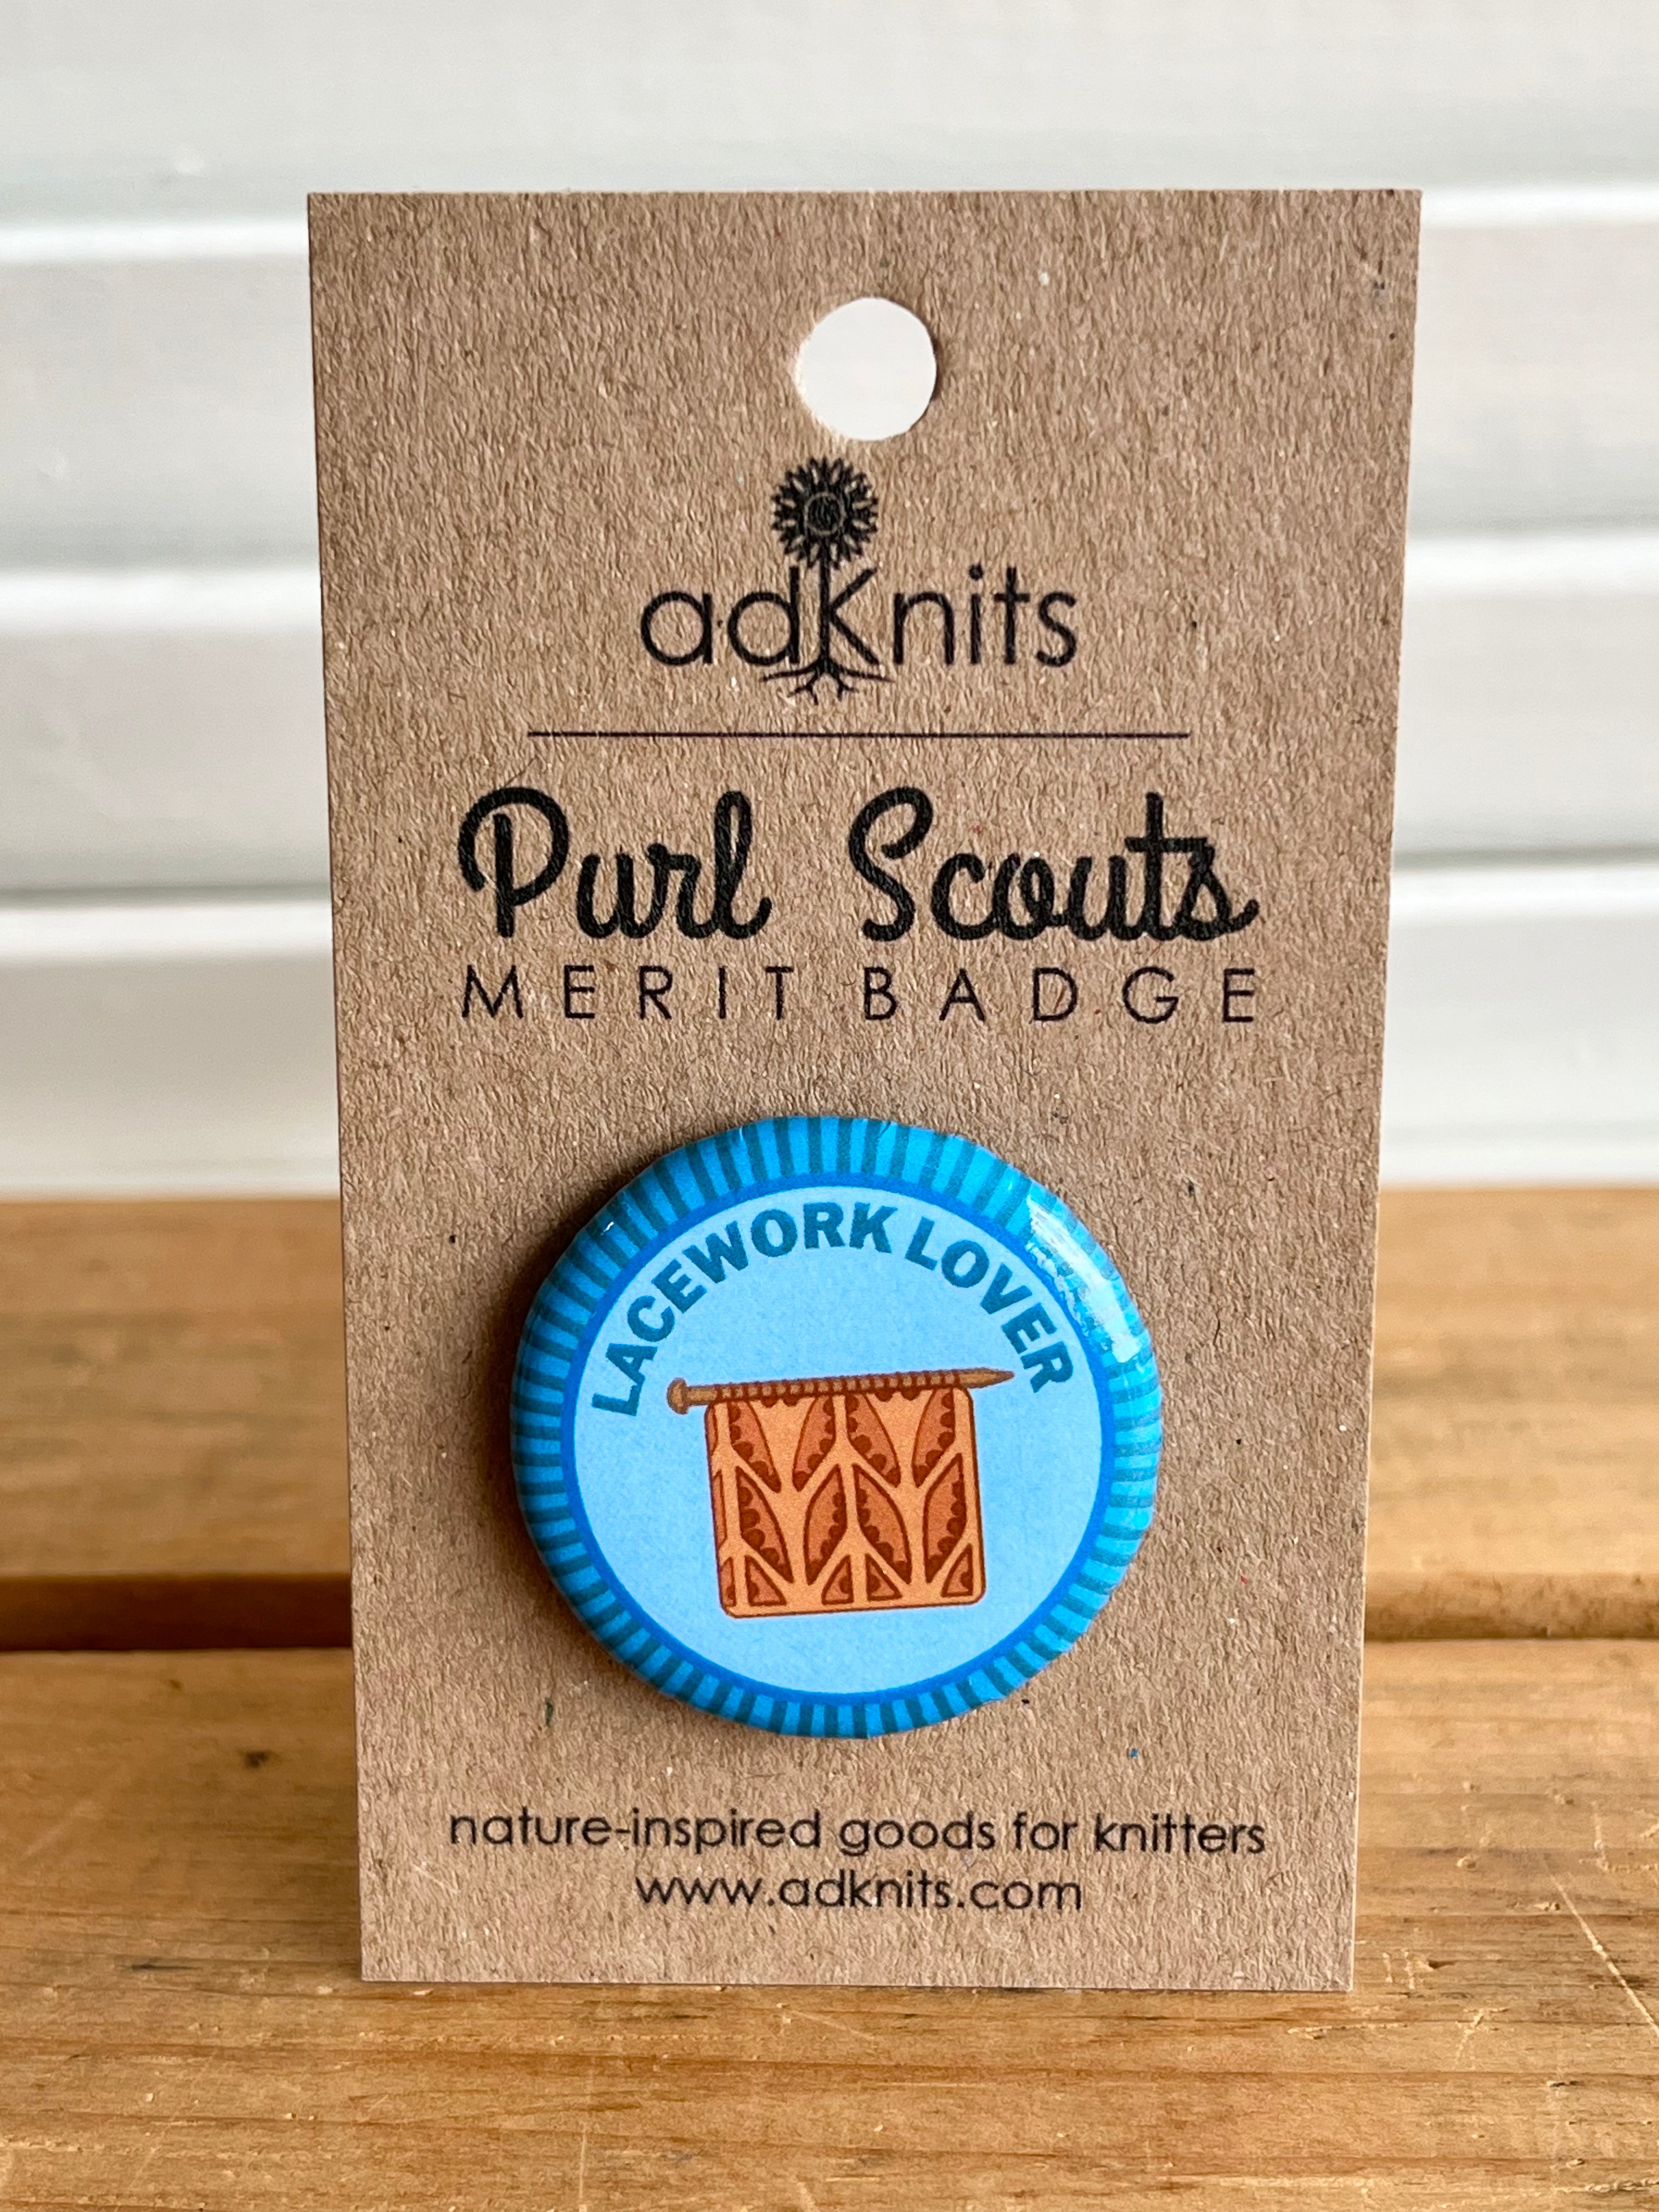 adKnits
Purl Scouts
MERIT BADGE
LACEWORK LOVER
nature-inspired goods for knitters
www.adknits.com